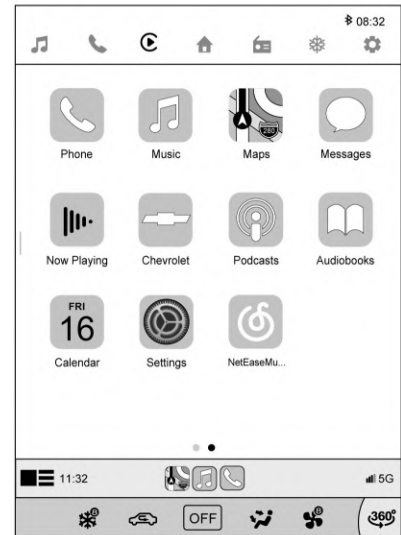 08:32
Phone
Music
280
Maps
Messages
Now Playing
Chevrolet
Podcasts
Audiobooks
FRI
16
Calendar
Settings
NetEaseMu...
11:32
5G
OFF
360°